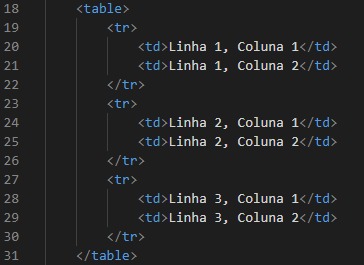 18 <table>
19 <tr>
20 <td>Linha 1, Coluna 1</td>
21 <td>Linha 1, Coluna 2</td>
22 </tr>
23 <tr>
24 <td>Linha 2, Coluna 1</td>
25 <td>Linha 2, Coluna 2</td>
26 </tr>
27 <tr>
28 <td>Linha 3, Coluna 1</td>
29 <td>Linha 3, Coluna 2</td>
30 </tr>
31 </table>